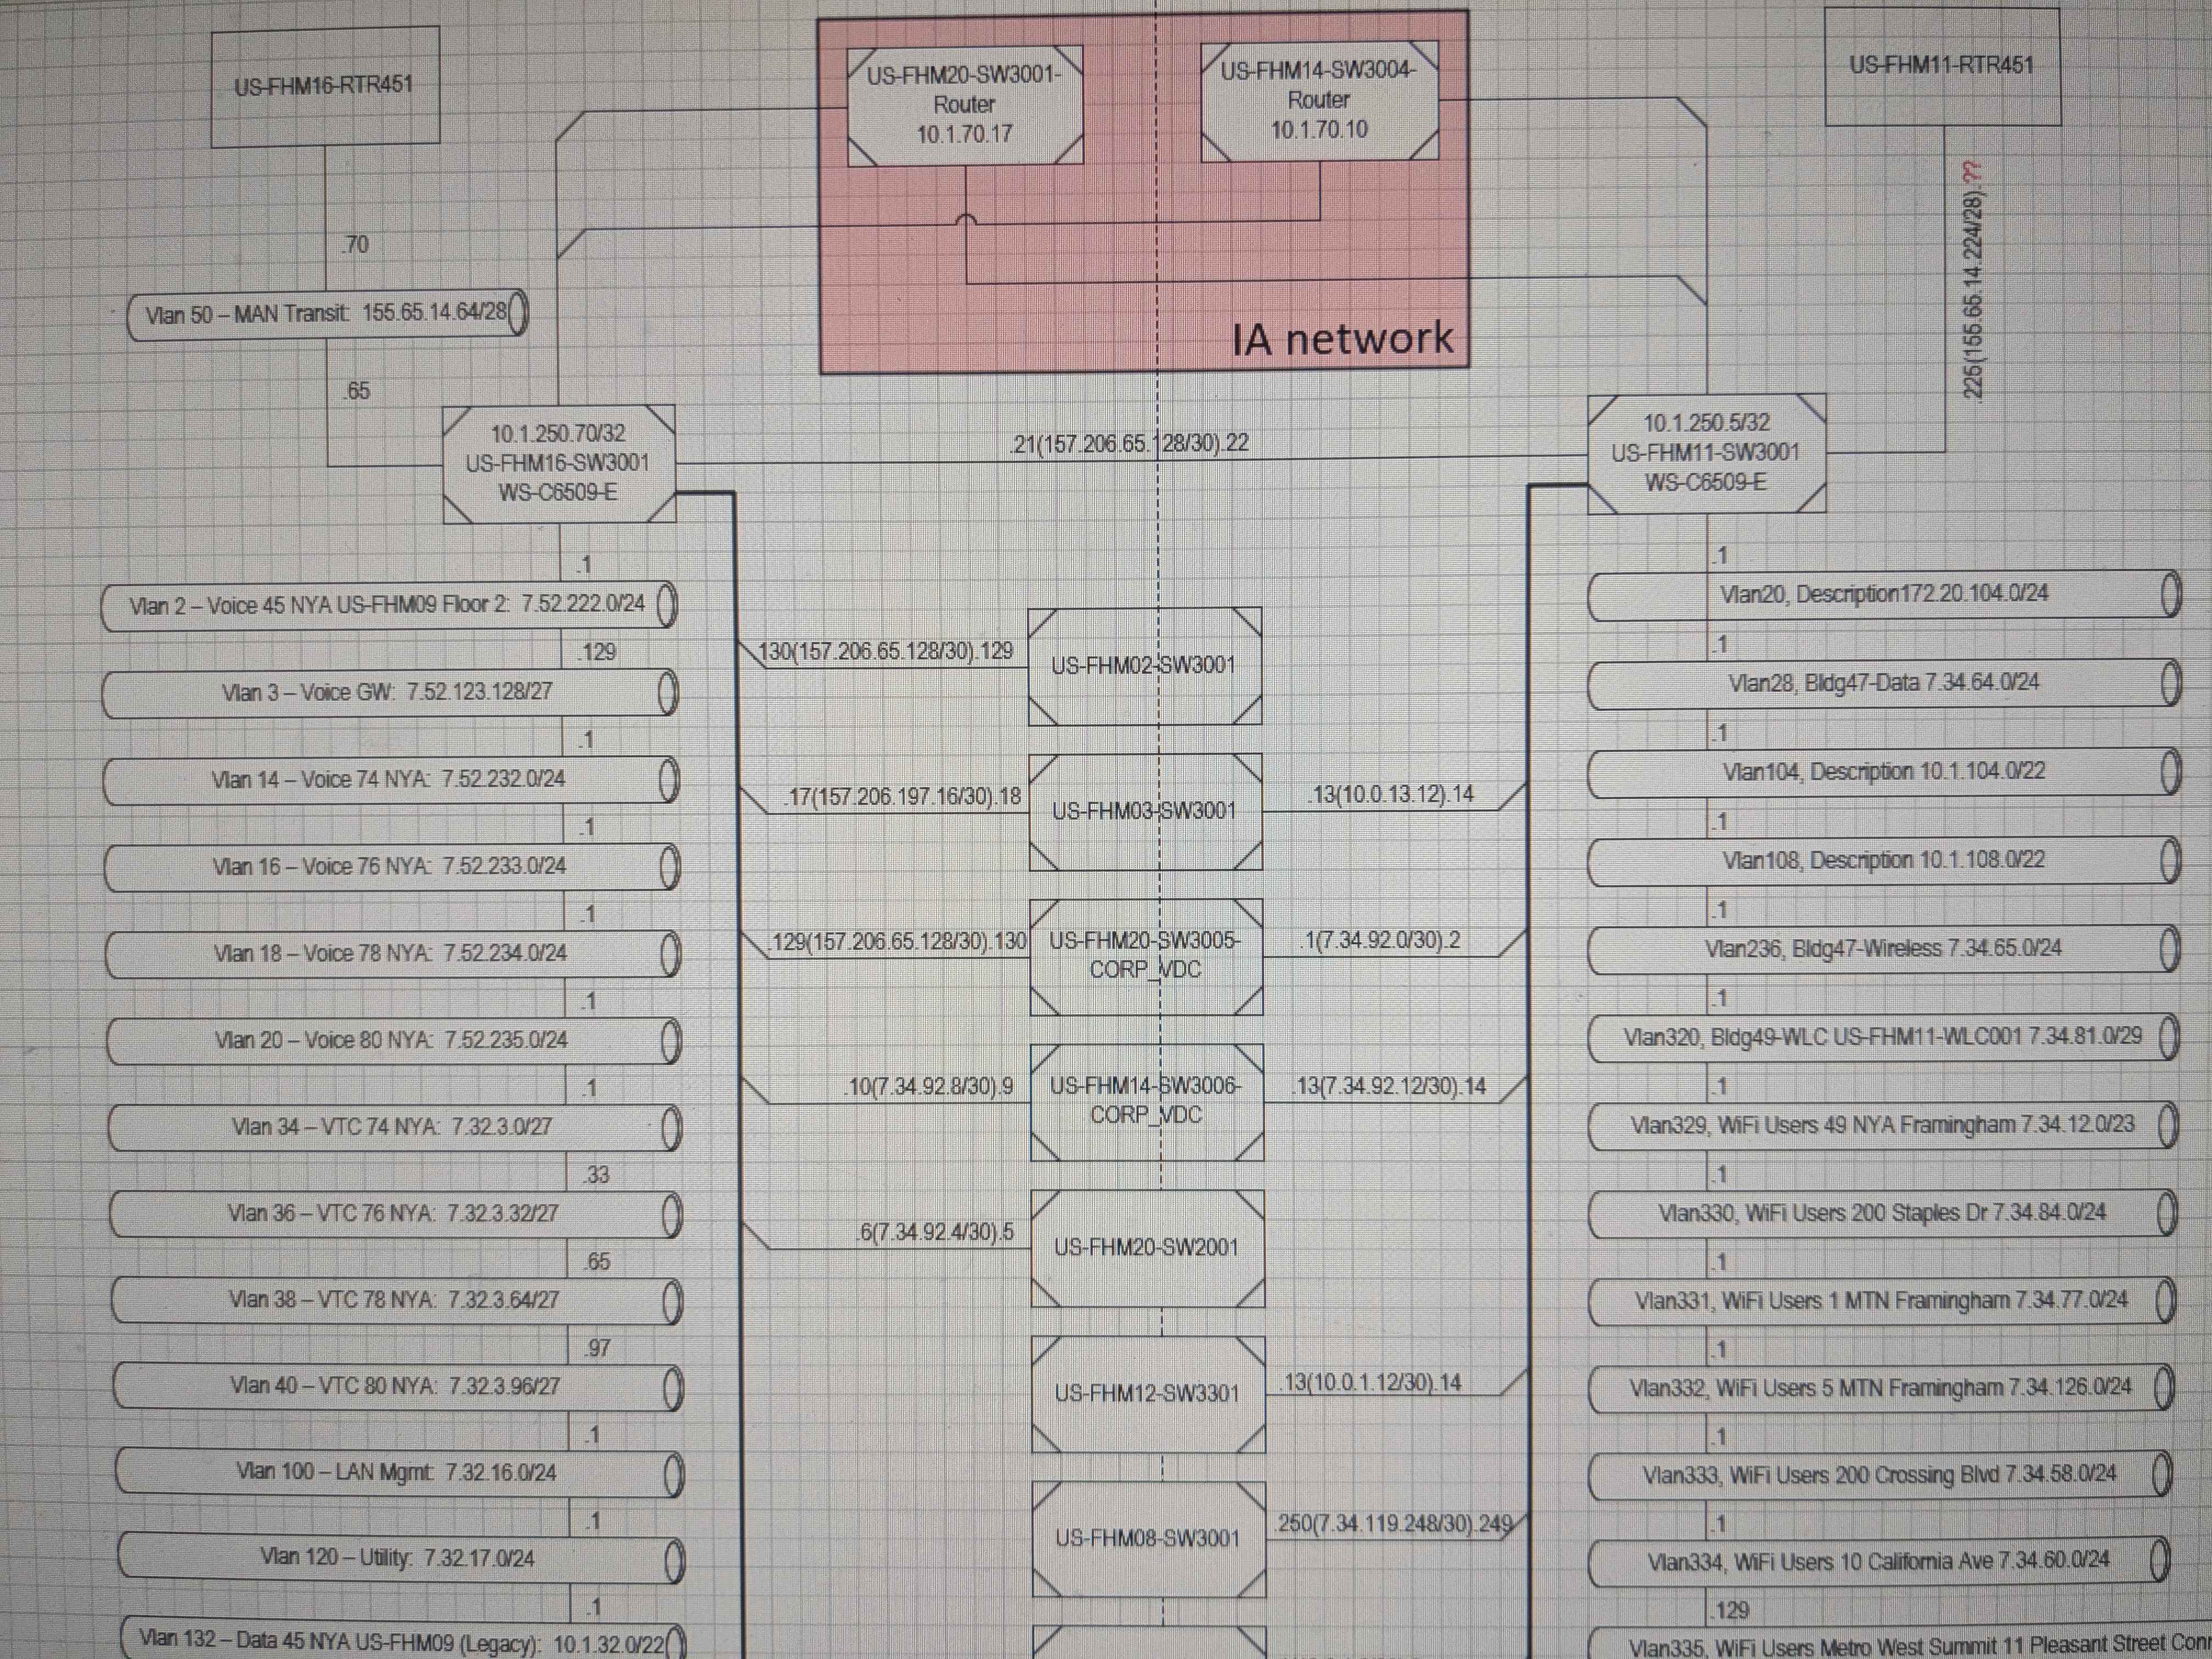 US-FHM16-RTR451
US-FHM20-SW3001-
Router
10.1.70.17
US-FHM14-SW3004-
Router
10.1.70.10
US-FHM11-RTR451
.70
.225(155.65.14.224/28).??
Vlan 50 – MAN Transit: 155.65.14.64/28
IA network
.65
10.1.250.70/32
US-FHM16-SW3001
WS-C6509-E
.21(157.206.65.128/30).22
10.1.250.5/32
US-FHM11-SW3001
WS-C6509-E
.1
Vlan 2 – Voice 45 NYA US-FHM09 Floor 2: 7.52.222.0/24
.129
Vlan 3 – Voice GW: 7.52.123.128/27
.1
Vlan 14 – Voice 74 NYA: 7.52.232.0/24
.1
Vlan 16 – Voice 76 NYA: 7.52.233.0/24
.1
Vlan 18 – Voice 78 NYA: 7.52.234.0/24
.1
Vlan 20 – Voice 80 NYA: 7.52.235.0/24
.1
Vlan 34 – VTC 74 NYA: 7.32.3.0/27
.33
Vlan 36 – VTC 76 NYA: 7.32.3.32/27
.65
Vlan 38 – VTC 78 NYA: 7.32.3.64/27
.97
Vlan 40 – VTC 80 NYA: 7.32.3.96/27
.1
Vlan 100 – LAN Mgmt: 7.32.16.0/24
.1
Vlan 120 – Utility: 7.32.17.0/24
.1
Vlan 132 – Data 45 NYA US-FHM09 (Legacy): 10.1.32.0/22
.130(157.206.65.128/30).129
US-FHM02-SW3001
.17(157.206.197.16/30).18
US-FHM03-SW3001
.13(10.0.13.12).14
.129(157.206.65.128/30).130
US-FHM20-SW3005-
CORP_VDC
.1(7.34.92.0/30).2
.10(7.34.92.8/30).9
US-FHM14-SW3006-
CORP_VDC
.13(7.34.92.12/30).14
.6(7.34.92.4/30).5
US-FHM20-SW2001
US-FHM12-SW3301
.13(10.0.1.12/30).14
US-FHM08-SW3001
.250(7.34.119.248/30).249
.1
Vlan20, Description172.20.104.0/24
.1
Vlan28, Bldg47-Data 7.34.64.0/24
.1
Vlan104, Description 10.1.104.0/22
.1
Vlan108, Description 10.1.108.0/22
.1
Vlan236, Bldg47-Wireless 7.34.65.0/24
.1
Vlan320, Bldg49-WLC US-FHM11-WLC001 7.34.81.0/29
.1
Vlan329, WiFi Users 49 NYA Framingham 7.34.12.0/23
.1
Vlan330, WiFi Users 200 Staples Dr 7.34.84.0/24
.1
Vlan331, WiFi Users 1 MTN Framingham 7.34.77.0/24
.1
Vlan332, WiFi Users 5 MTN Framingham 7.34.126.0/24
.1
Vlan333, WiFi Users 200 Crossing Blvd 7.34.58.0/24
.1
Vlan334, WiFi Users 10 California Ave 7.34.60.0/24
.129
Vlan335, WiFi Users Metro West Summit 11 Pleasant Street Conn